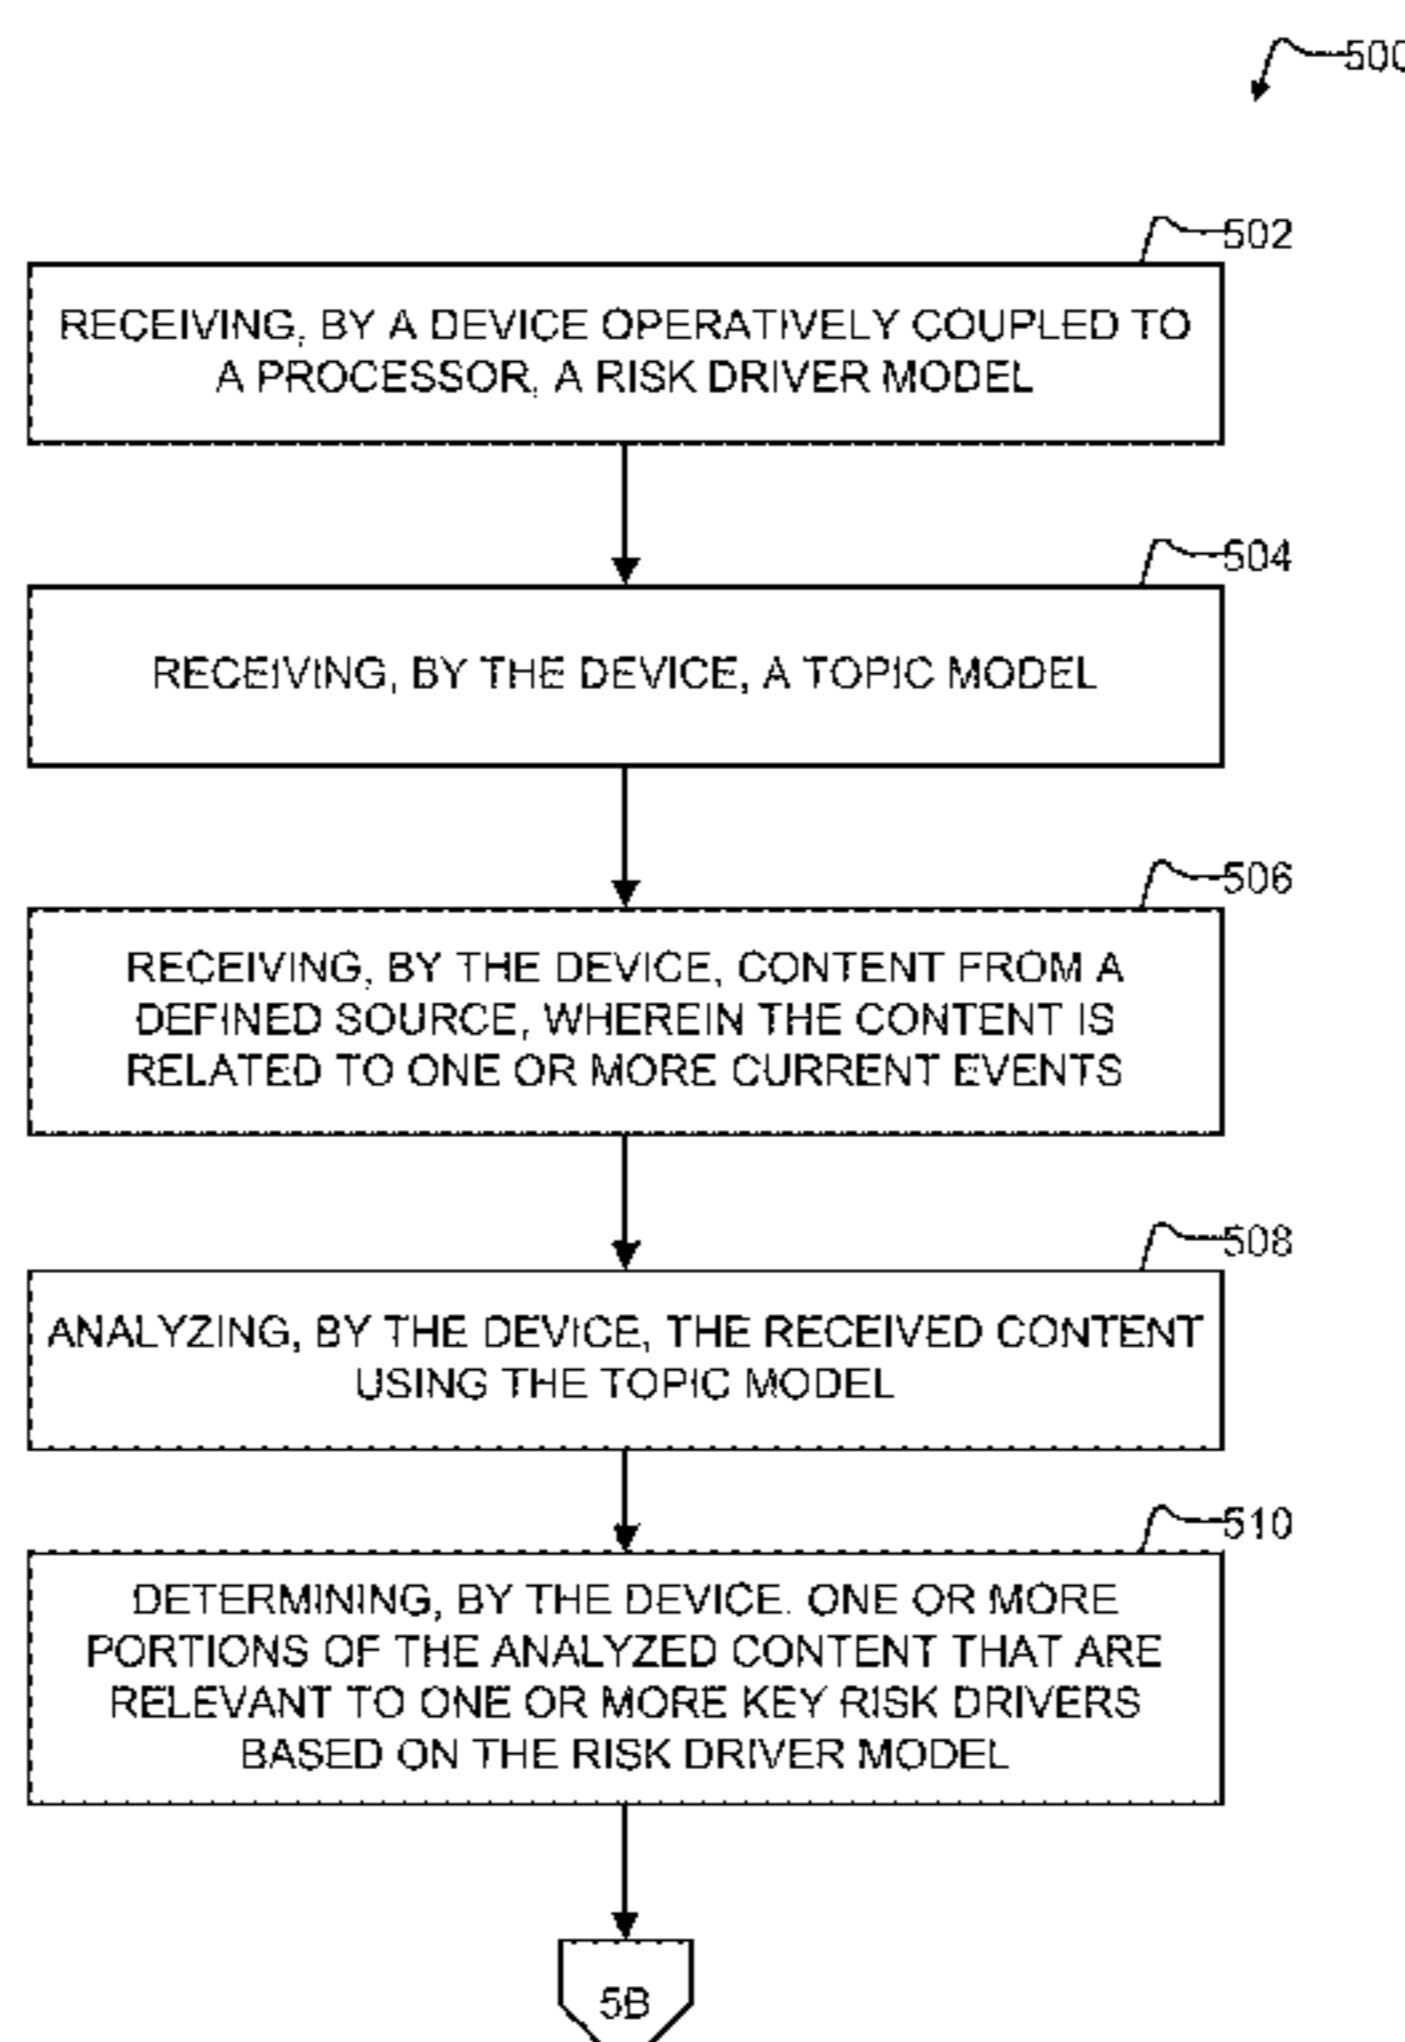 500
502
RECEIVING, BY A DEVICE OPERATIVELY COUPLED TO
A PROCESSOR, A RISK DRIVER MODEL
504
RECEIVING, BY THE DEVICE, A TOPIC MODEL
506
RECEIVING, BY THE DEVICE, CONTENT FROM A
DEFINED SOURCE, WHEREIN THE CONTENT IS
RELATED TO ONE OR MORE CURRENT EVENTS
508
ANALYZING, BY THE DEVICE, THE RECEIVED CONTENT
USING THE TOPIC MODEL
510
DETERMINING, BY THE DEVICE. ONE OR MORE
PORTIONS OF THE ANALYZED CONTENT THAT ARE
RELEVANT TO ONE OR MORE KEY RISK DRIVERS
BASED ON THE RISK DRIVER MODEL
5B